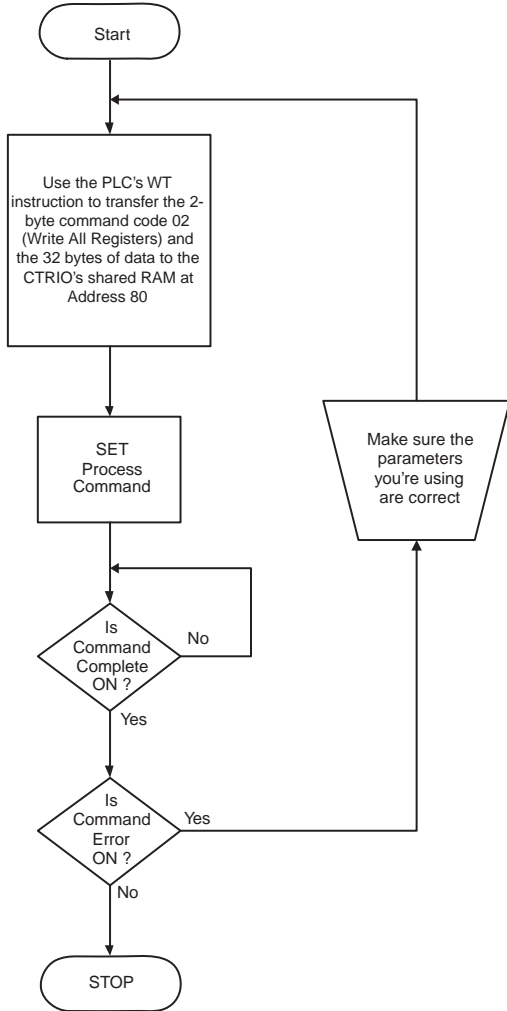 Start
Use the PLC's WT
instruction to transfer the 2-
byte command code 02
(Write All Registers) and
the 32 bytes of data to the
CTRIO's shared RAM at
Address 80
SET
Process
Command
Make sure the
parameters
you're using
are correct
Is
Command
Complete
ON ?
No
Yes
Is
Command
Error
ON ?
Yes
No
STOP